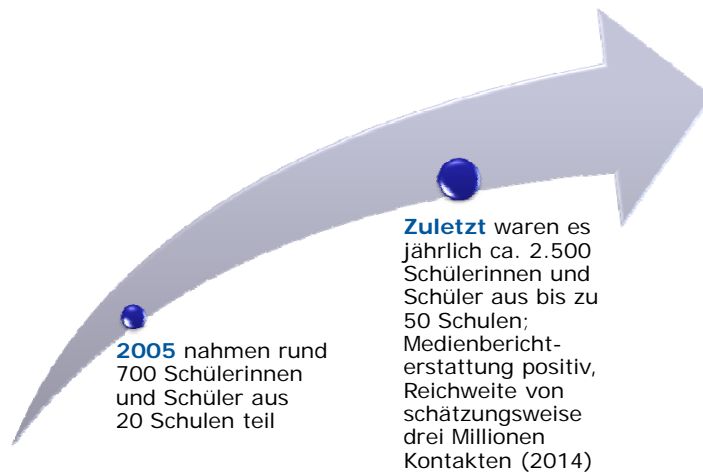 2005 nahmen rund
700 Schülerinnen
und Schüler aus
20 Schulen teil
Zuletzt waren es
jährlich ca. 2.500
Schülerinnen und
Schüler aus bis zu
50 Schulen;
Medienbericht-
erstattung positiv,
Reichweite von
schätzungsweise
drei Millionen
Kontakten (2014)